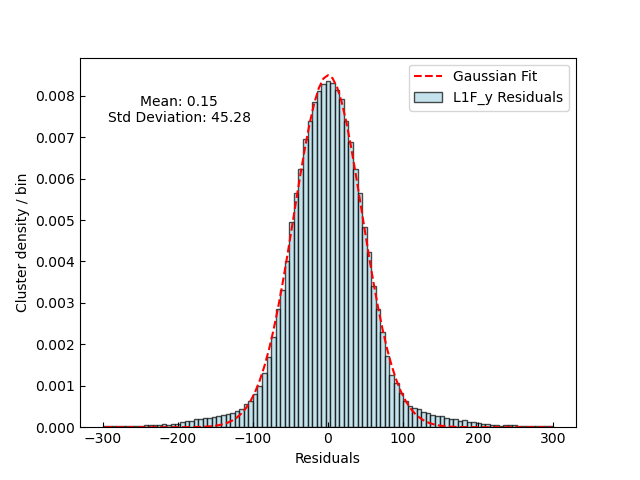 Gaussian Fit
L1F_y Residuals
Mean: 0.15
Std Deviation: 45.28
Cluster density / bin
0.008
0.007
0.006
0.005
0.004
0.003
0.002
0.001
0.000
−300 −200 −100 0 100 200 300
Residuals